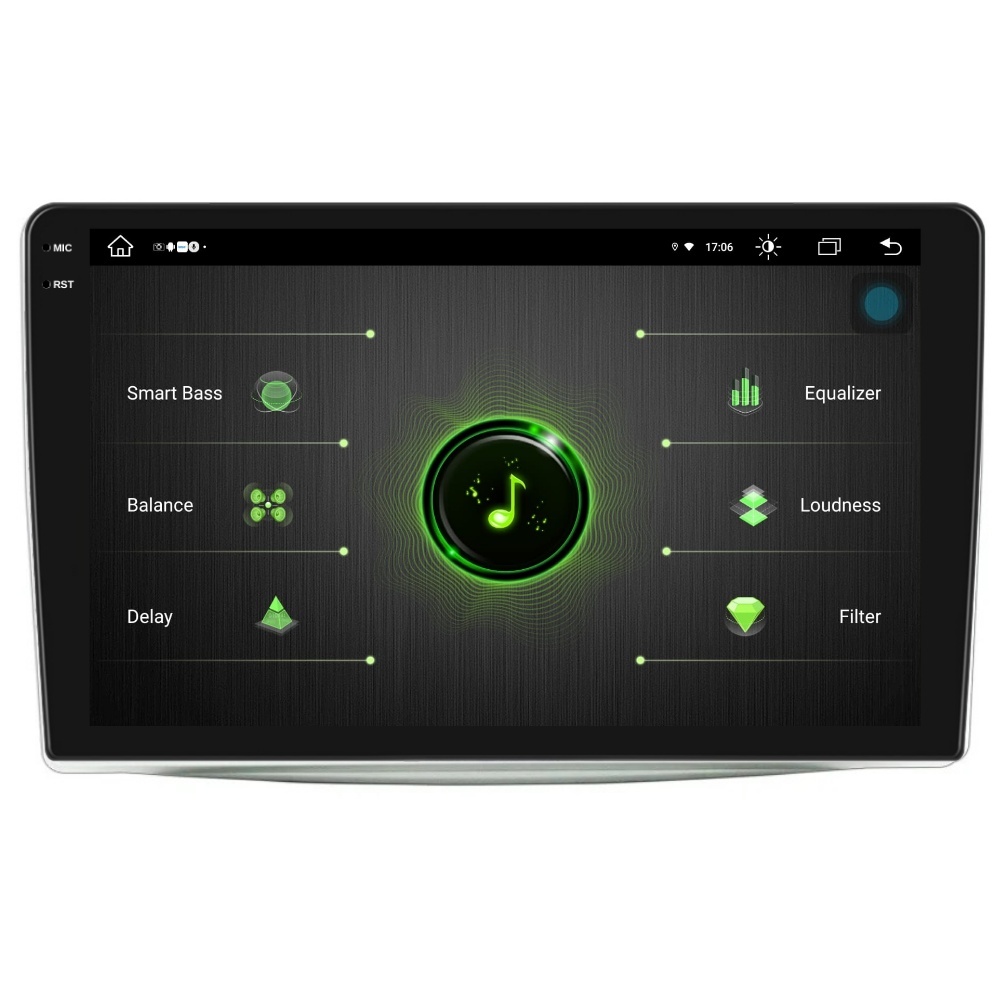 MIC
17:06
RST
Smart Bass
Equalizer
Balance
Loudness
Delay
Filter